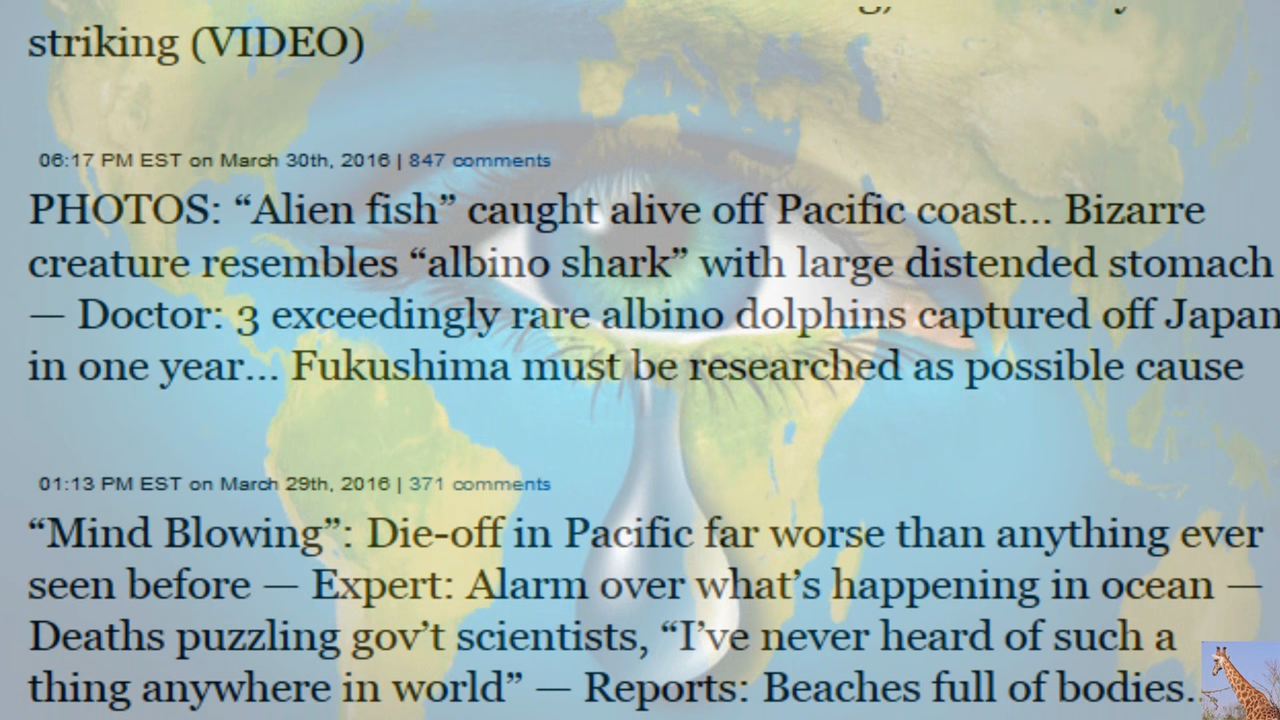 striking (VIDEO)
06:17 PM EST on March 30th, 2016 | 847 comments
PHOTOS: “Alien fish” caught alive off Pacific coast… Bizarre
creature resembles “albino shark” with large distended stomach
— Doctor: 3 exceedingly rare albino dolphins captured off Japan
in one year… Fukushima must be researched as possible cause
01:13 PM EST on March 29th, 2016 | 371 comments
“Mind Blowing”: Die-off in Pacific far worse than anything ever
seen before — Expert: Alarm over what’s happening in ocean —
Deaths puzzling gov’t scientists, “I’ve never heard of such a
thing anywhere in world” — Reports: Beaches full of bodies..